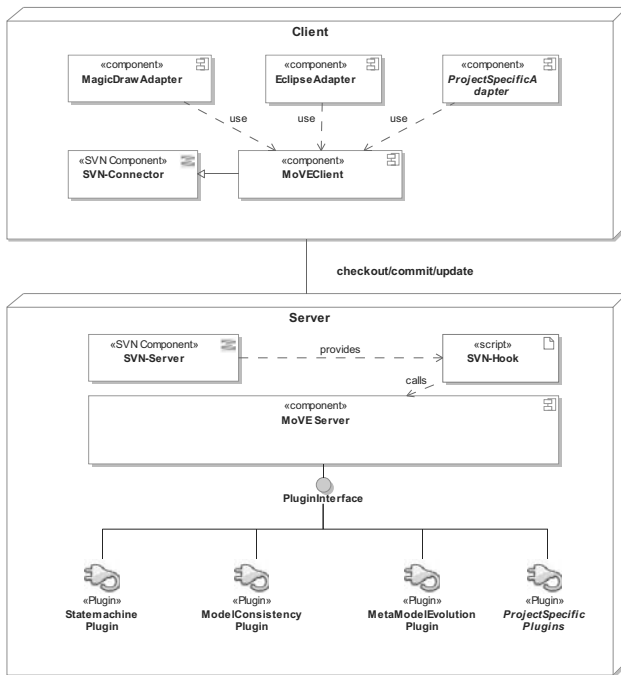 Client
«component»
MagicDrawAdapter
«component»
EclipseAdapter
«component»
ProjectSpecificA
dapter
use
use
use
«SVN Component»
SVN-Connector
«component»
MoVEClient
checkout/commit/update
Server
«SVN Component»
SVN-Server
provides
«script»
SVN-Hook
calls
«component»
MoVE Server
PluginInterface
«Plugin»
Statemachine
Plugin
«Plugin»
ModelConsistency
Plugin
«Plugin»
MetaModelEvolution
Plugin
«Plugin»
ProjectSpecific
Plugins